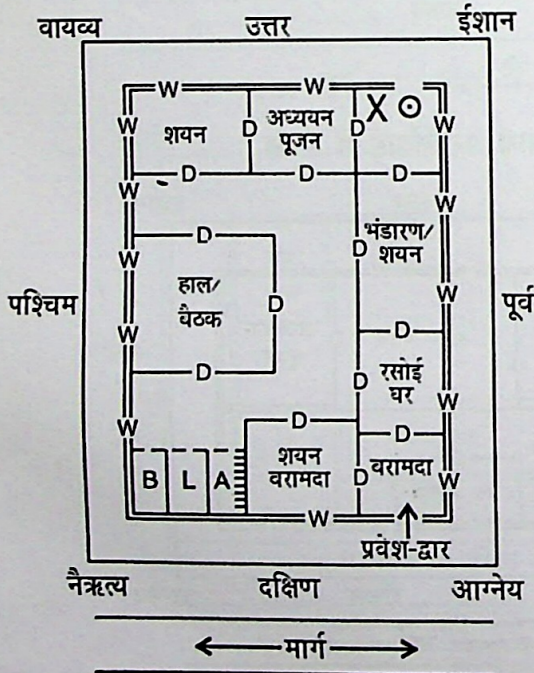 वायव्य उत्तर ईशान
W W X ⊙
W शयन D अध्ययन D W
पूजन
D D D
W W
D भंडारण/
शयन
D
W हाल/ D W
पश्चिम वैठक पूर्व
W D
D D रसोई W
घर
W D D
B L A शयन वरामदा W
वरामदा D
W
प्रवेश-द्वार
नैऋत्य दक्षिण आग्नेय
मार्ग